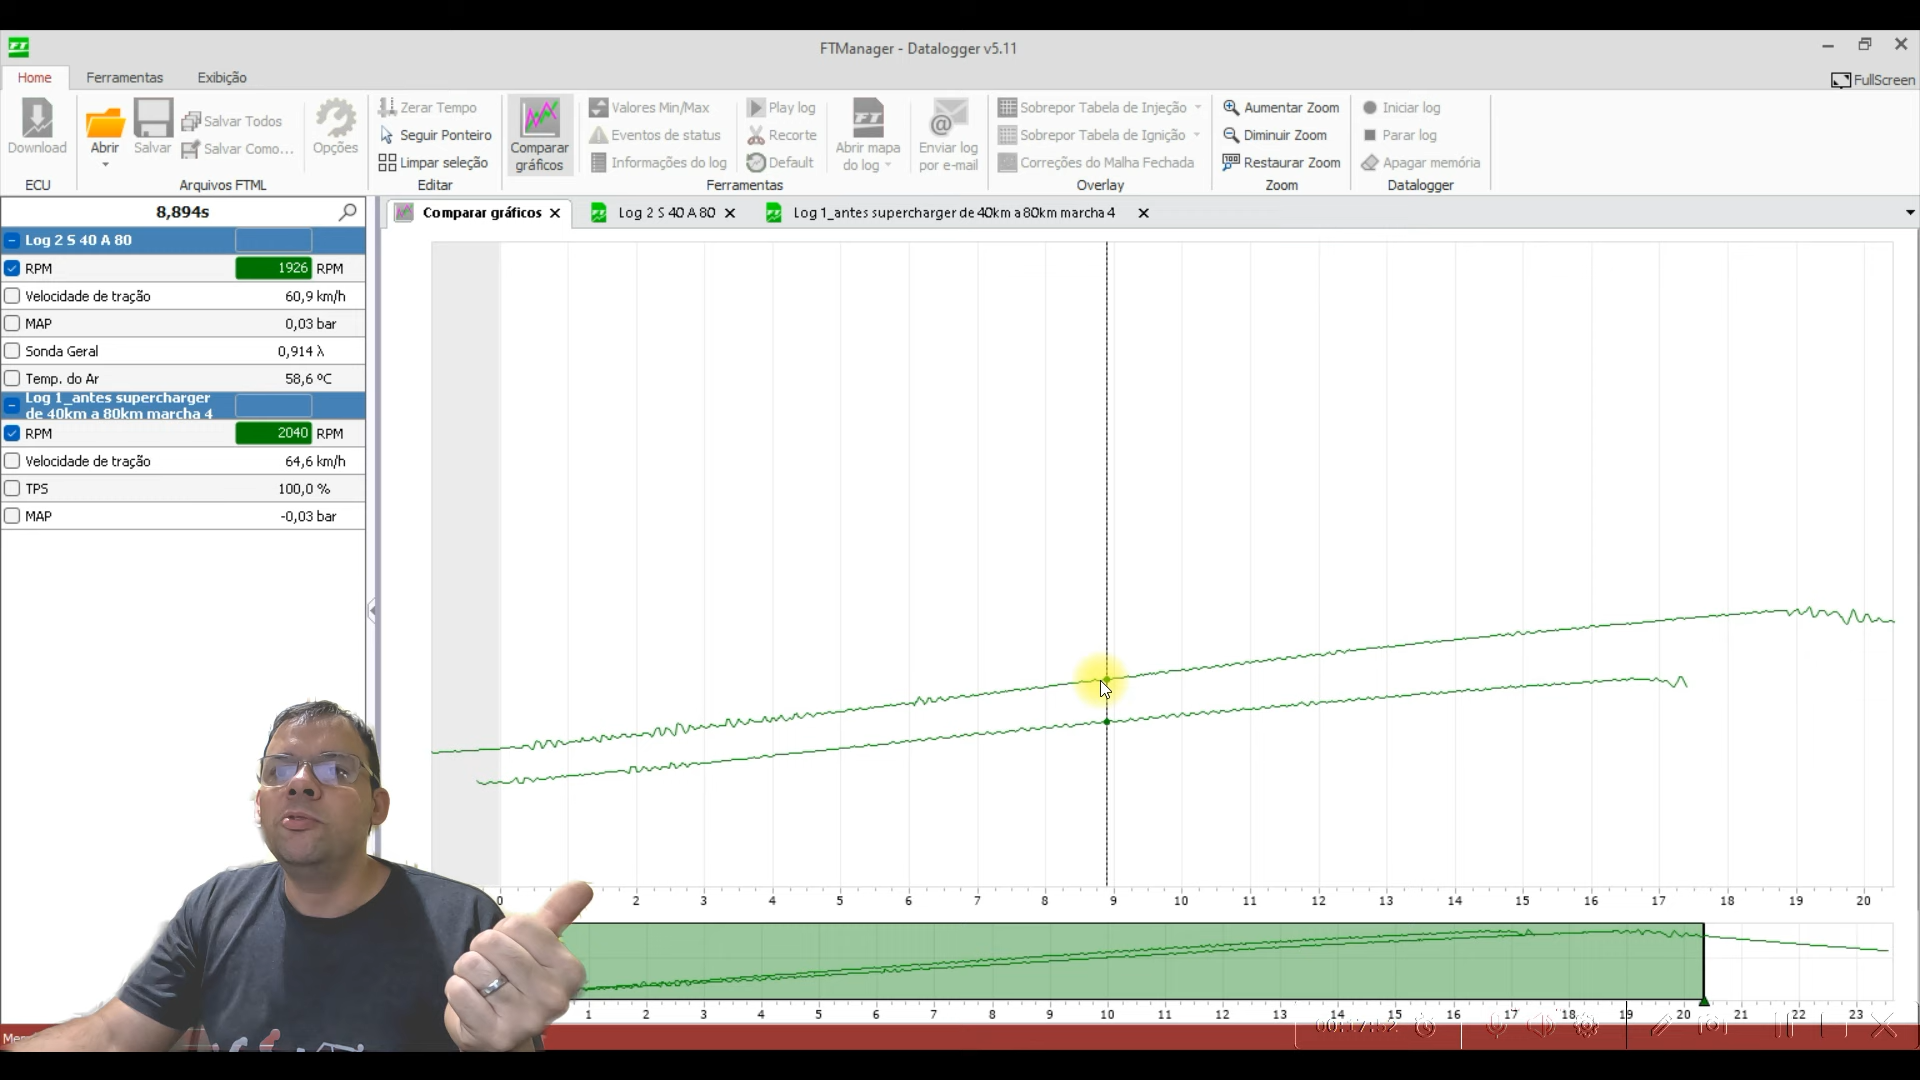 FT
FTManager - Datalogger v5.11
Home
Ferramentas
Exibição
FullScreen
Download
ECU
Abrir
Salvar
Salvar Todos
Salvar Como...
Arquivos FTML
Opções
Zerar Tempo
Seguir Ponteiro
Limpar seleção
Editar
Comparar
gráficos
Valores Min/Max
Eventos de status
Informações do log
Play log
Recorte
Default
Abrir mapa
do log
Enviar log
por e-mail
Ferramentas
Sobrepor Tabela de Injeção
Sobrepor Tabela de Ignição
Correções do Malha Fechada
Overlay
Aumentar Zoom
Diminuir Zoom
Restaurar Zoom
Zoom
Iniciar log
Parar log
Apagar memória
Datalogger
8,894s
Comparar gráficos
Log 2 S 40 A 80
Log 1_antes supercharger de 40km a 80km marcha 4
Log 2 S 40 A 80
RPM 1926 RPM
Velocidade de tração 60,9 km/h
MAP 0,03 bar
Sonda Geral 0,914 λ
Temp. do Ar 58,6 ºC
Log 1_antes supercharger
de 40km a 80km marcha 4
RPM 2040 RPM
Velocidade de tração 64,6 km/h
TPS 100,0 %
MAP -0,03 bar
0 2 3 4 5 6 7 8 9 10 11 12 13 14 15 16 17 18 19 20
1 2 3 4 5 6 7 8 9 10 11 12 13 14 15 16 17 18 19 20 21 22 23
00:17:52